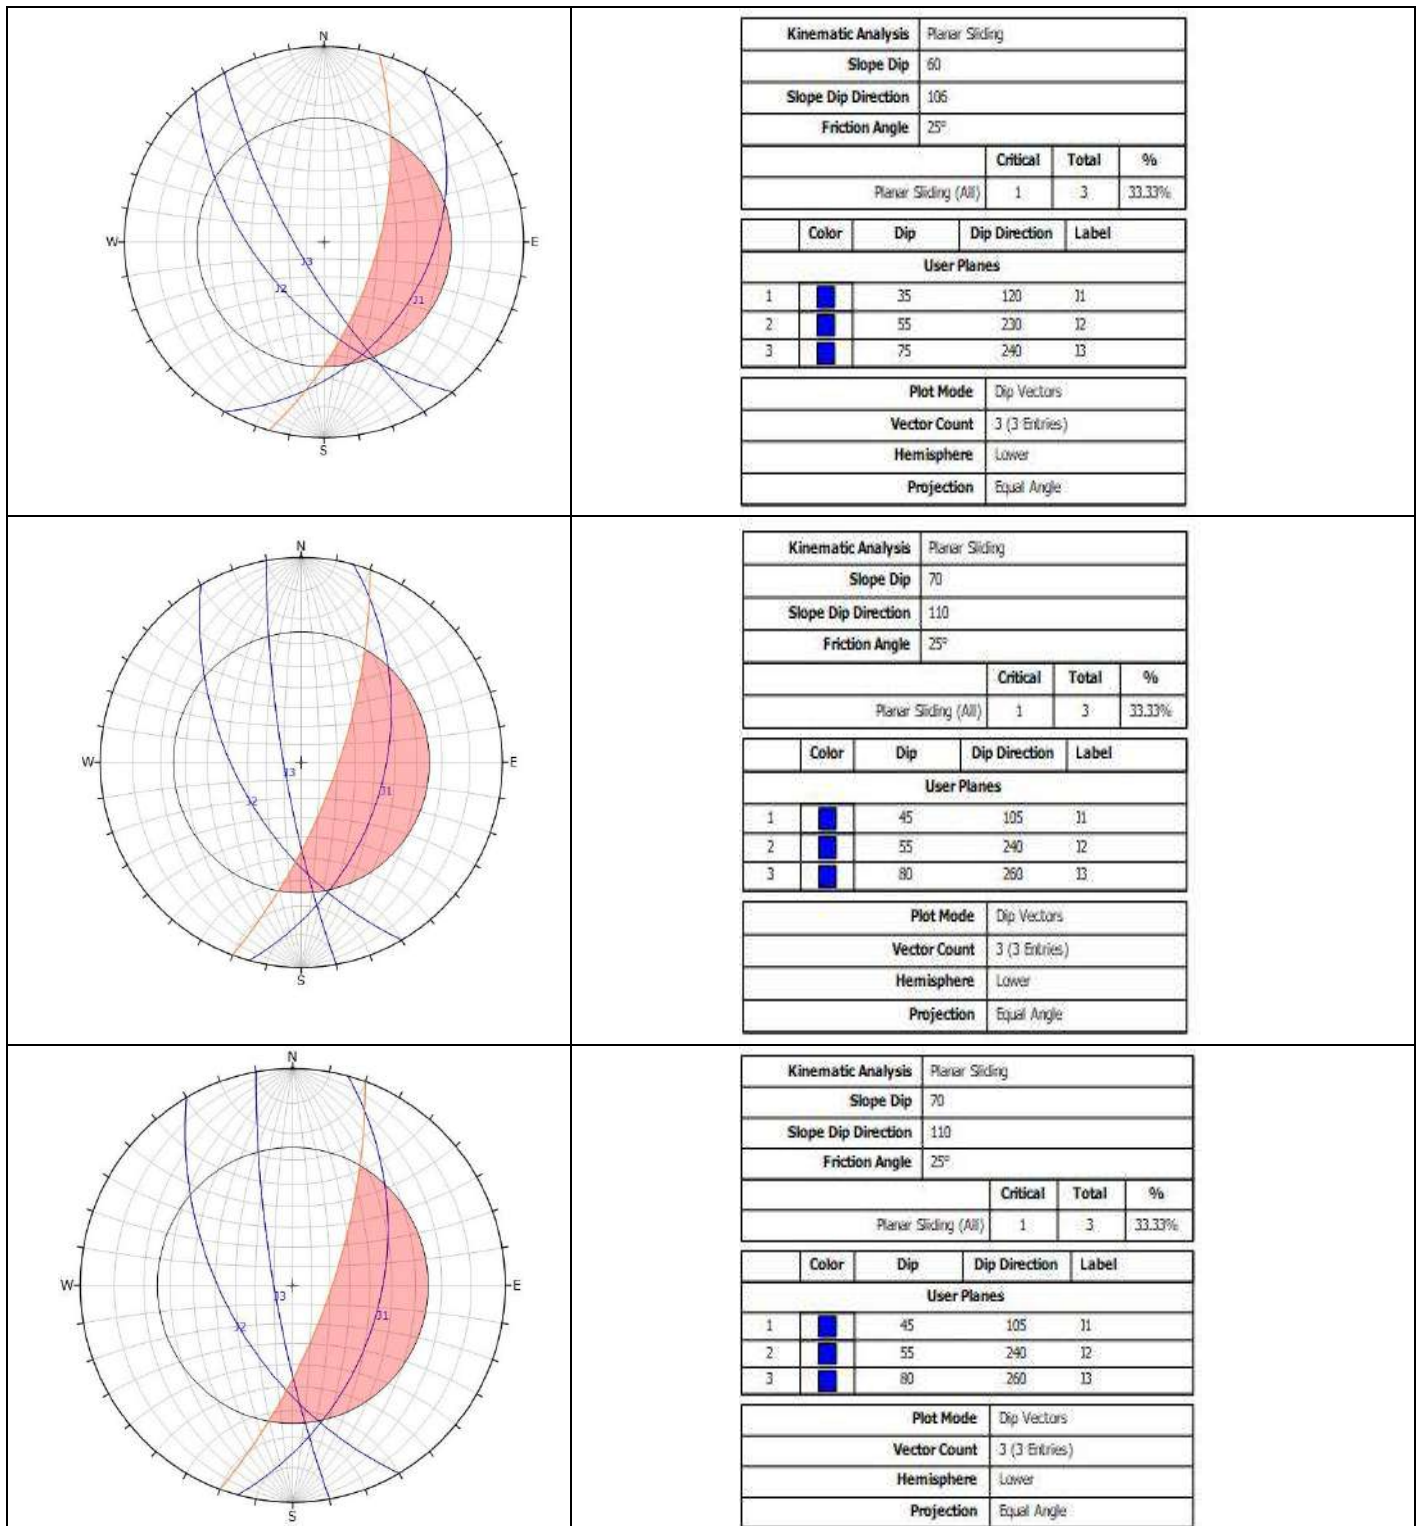 N
W
E
S
J3
J2
J1
Kinematic Analysis Planar Sliding
Slope Dip 60
Slope Dip Direction 106
Friction Angle 25°
Critical Total %
Planar Sliding (All) 1 3 33.33%
Color Dip Dip Direction Label
User Planes
1 35 120 J1
2 55 230 J2
3 75 240 J3
Plot Mode Dip Vectors
Vector Count 3 (3 Entries)
Hemisphere Lower
Projection Equal Angle
N
W
E
S
J3
J2
J1
Kinematic Analysis Planar Sliding
Slope Dip 70
Slope Dip Direction 110
Friction Angle 25°
Critical Total %
Planar Sliding (All) 1 3 33.33%
Color Dip Dip Direction Label
User Planes
1 45 105 J1
2 55 240 J2
3 80 260 J3
Plot Mode Dip Vectors
Vector Count 3 (3 Entries)
Hemisphere Lower
Projection Equal Angle
N
W
E
S
J3
J2
J1
Kinematic Analysis Planar Sliding
Slope Dip 70
Slope Dip Direction 110
Friction Angle 25°
Critical Total %
Planar Sliding (All) 1 3 33.33%
Color Dip Dip Direction Label
User Planes
1 45 105 J1
2 55 240 J2
3 80 260 J3
Plot Mode Dip Vectors
Vector Count 3 (3 Entries)
Hemisphere Lower
Projection Equal Angle